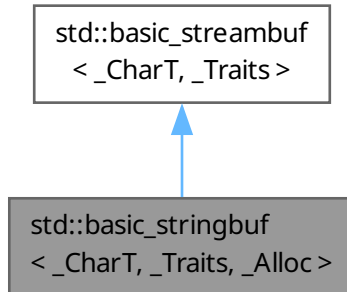 std::basic_streambuf
< _CharT, _Traits >
std::basic_stringbuf
< _CharT, _Traits, _Alloc >